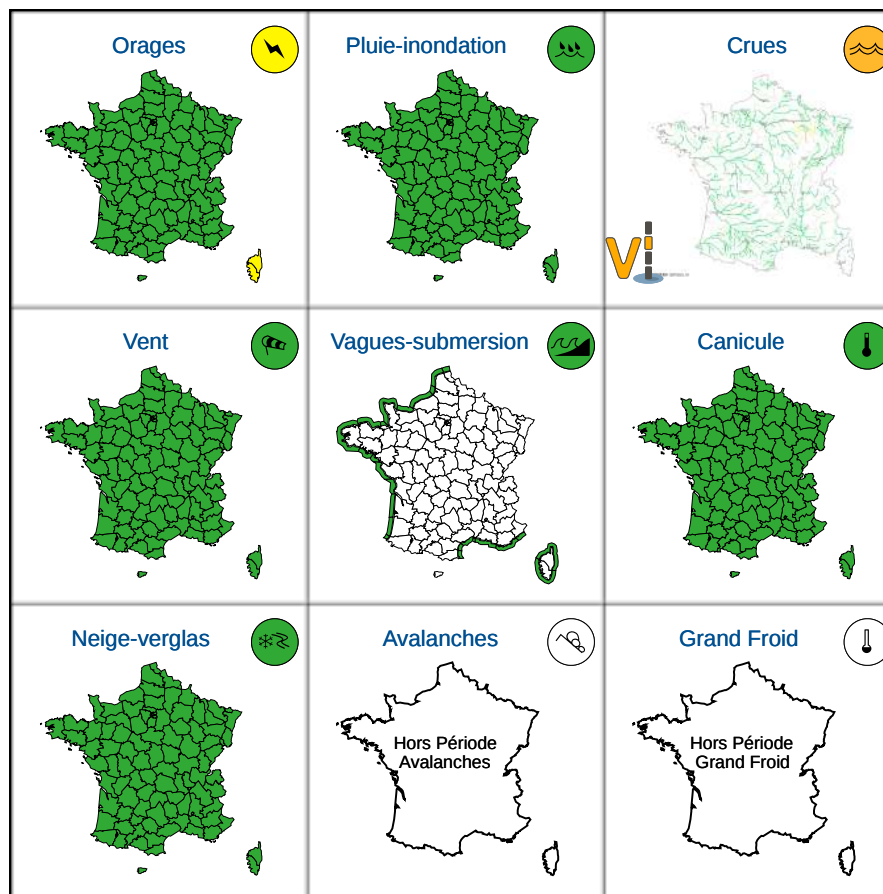 Orages
Pluie-inondation
Crues
Vi
Vent
Vagues-submersion
Canicule
Neige-verglas
Avalanches
Grand Froid
Hors Période
Avalanches
Hors Période
Grand Froid